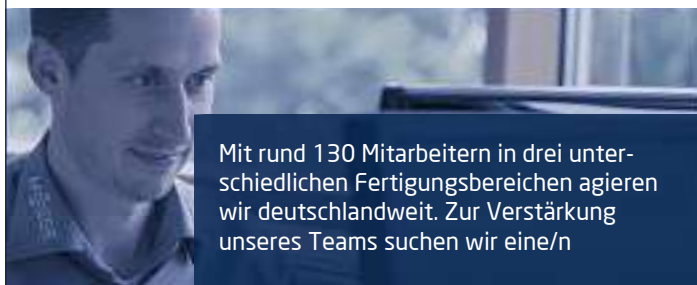 Mit rund 130 Mitarbeitern in drei unter-
schiedlichen Fertigungsbereichen agieren
wir deutschlandweit. Zur Verstärkung
unseres Teams suchen wir eine/n